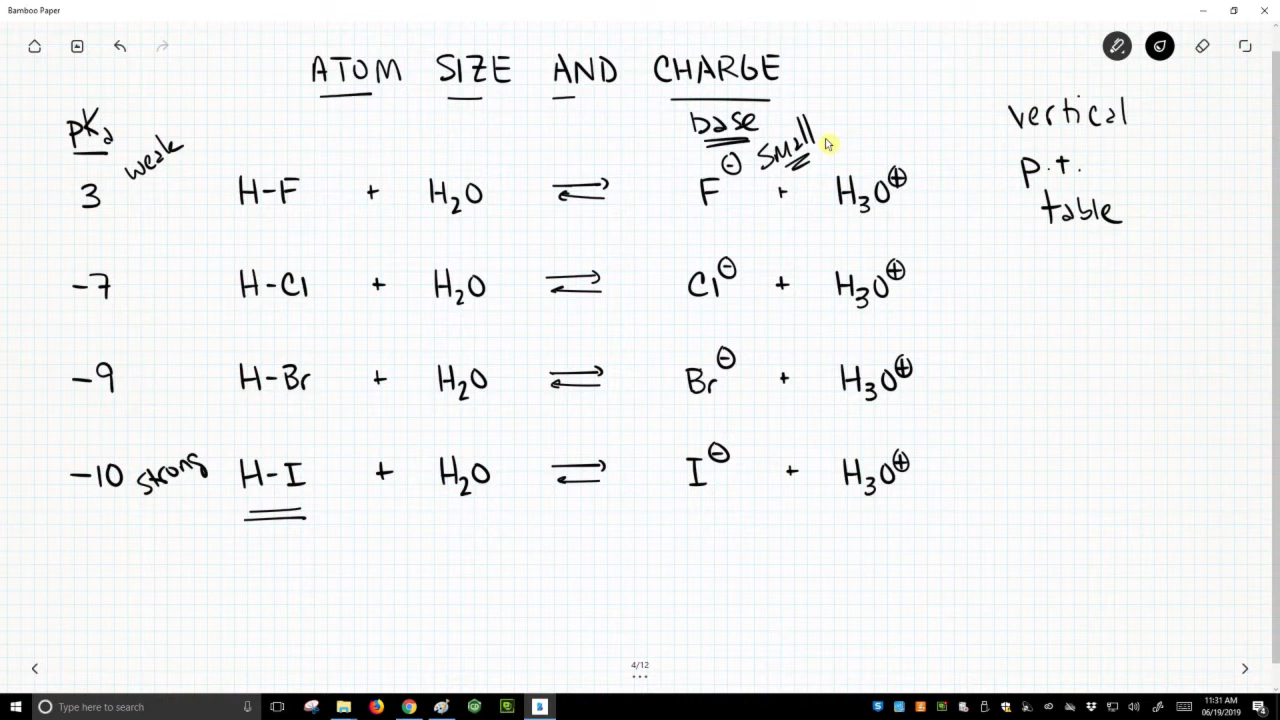 Bamboo Paper
ATOM SIZE AND CHARGE
pKa
weak
base
⊖ small
vertical
p.t.
table
3 H-F + H2O ⇌ F + H3O⊕
-7 H-Cl + H2O ⇌ Cl⊖ + H3O⊕
-9 H-Br + H2O ⇌ Br⊖ + H3O⊕
-10 strong H-I + H2O ⇌ I⊖ + H3O⊕
4/12
Type here to search
11:31 AM
06/19/2019